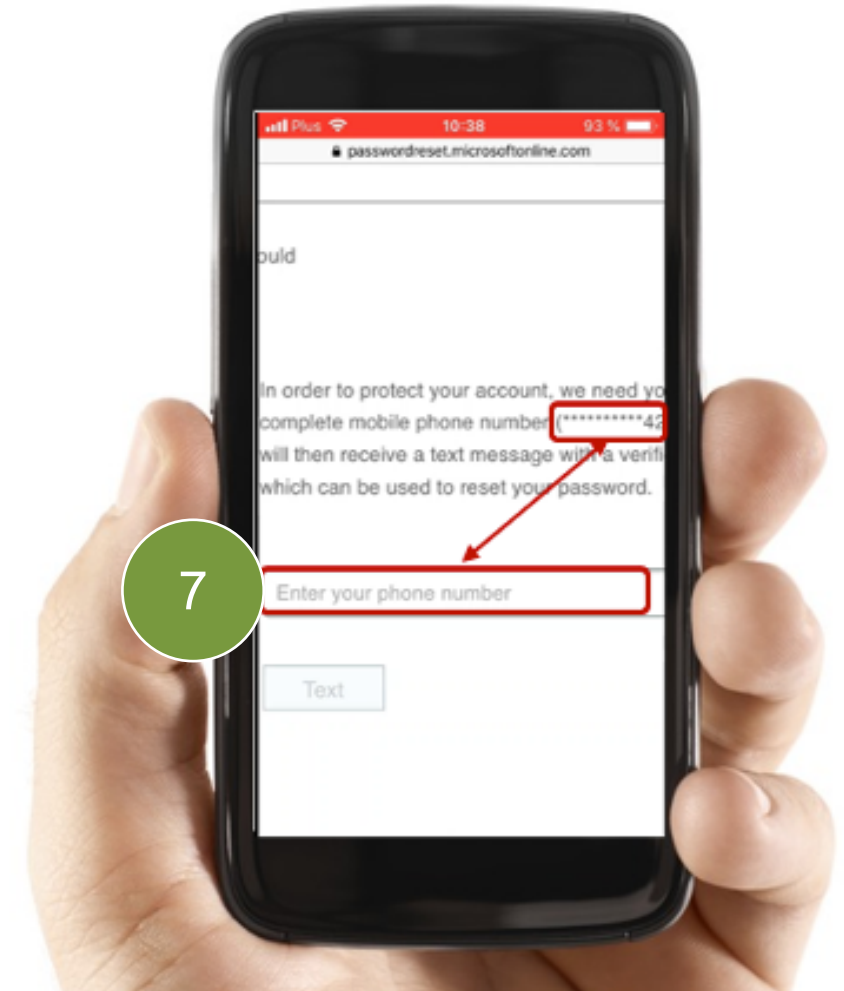 Plus 10:38 93 %
passwordreset.microsoftonline.com
ould
In order to protect your account, we need yo
complete mobile phone number (**********42
will then receive a text message with a verifi
which can be used to reset your password.
7
Enter your phone number
Text